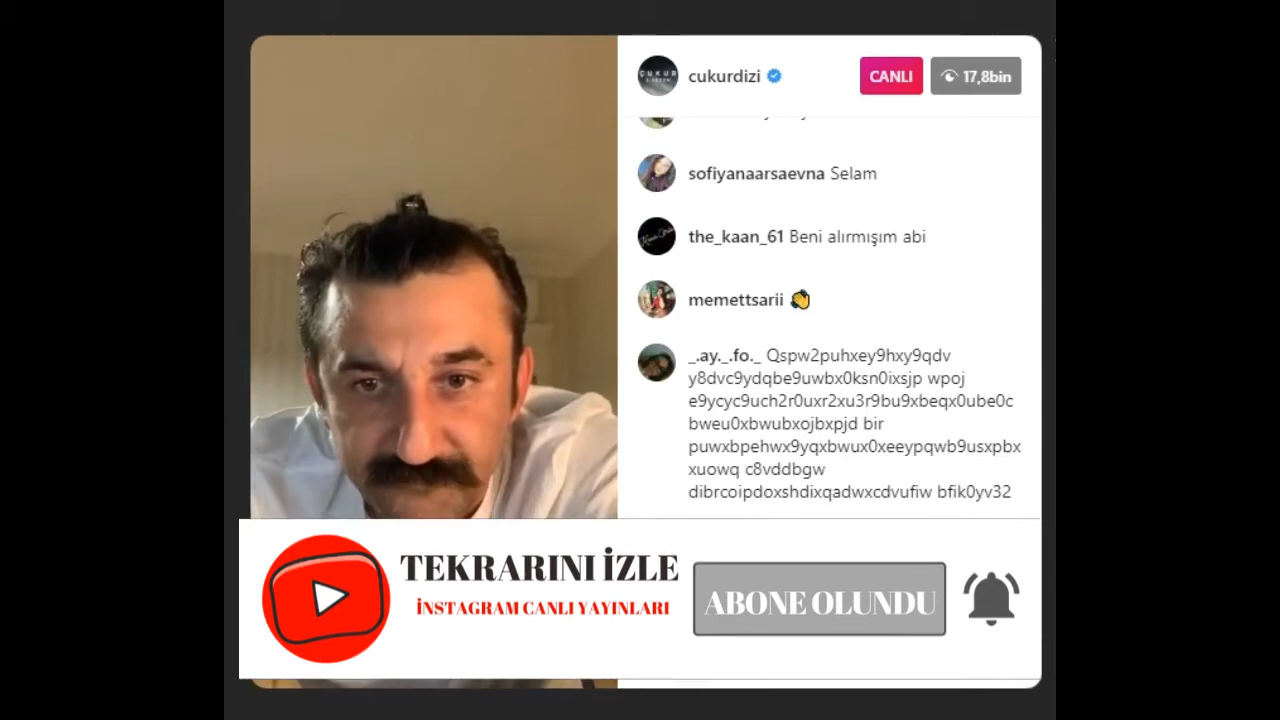 ÇUKUR
cukurdizi
CANLI
17,8bin
sofiyanaarsaevna Selam
the_kaan_61 Beni alırmışım abi
memettsarii 👏
_.ay._.fo._ Qspw2puhxey9hxy9qdv
y8dvc9ydqbe9uwbx0ksn0ixsjp wpoj
e9ycyc9uch2r0uxr2xu3r9bu9xbeqx0ube0c
bweu0xbwubxojbxpjd bir
puwxbpehwx9yqxbwux0xeeypqwb9usxpbx
xuowq c8vddbgw
dibrcoipdoxshdixqadwxcdvufiw bfik0yv32
TEKRARINI İZLE
İNSTAGRAM CANLI YAYINLARI
ABONE OLUNDU